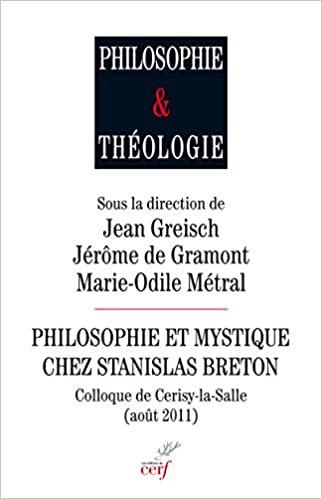 PHILOSOPHIE
&
THÉOLOGIE
Sous la direction de
Jean Greisch
Jérôme de Gramont
Marie-Odile Métral
PHILOSOPHIE ET MYSTIQUE
CHEZ STANISLAS BRETON
Colloque de Cerisy-la-Salle
(août 2011)
les éditions du
cerf